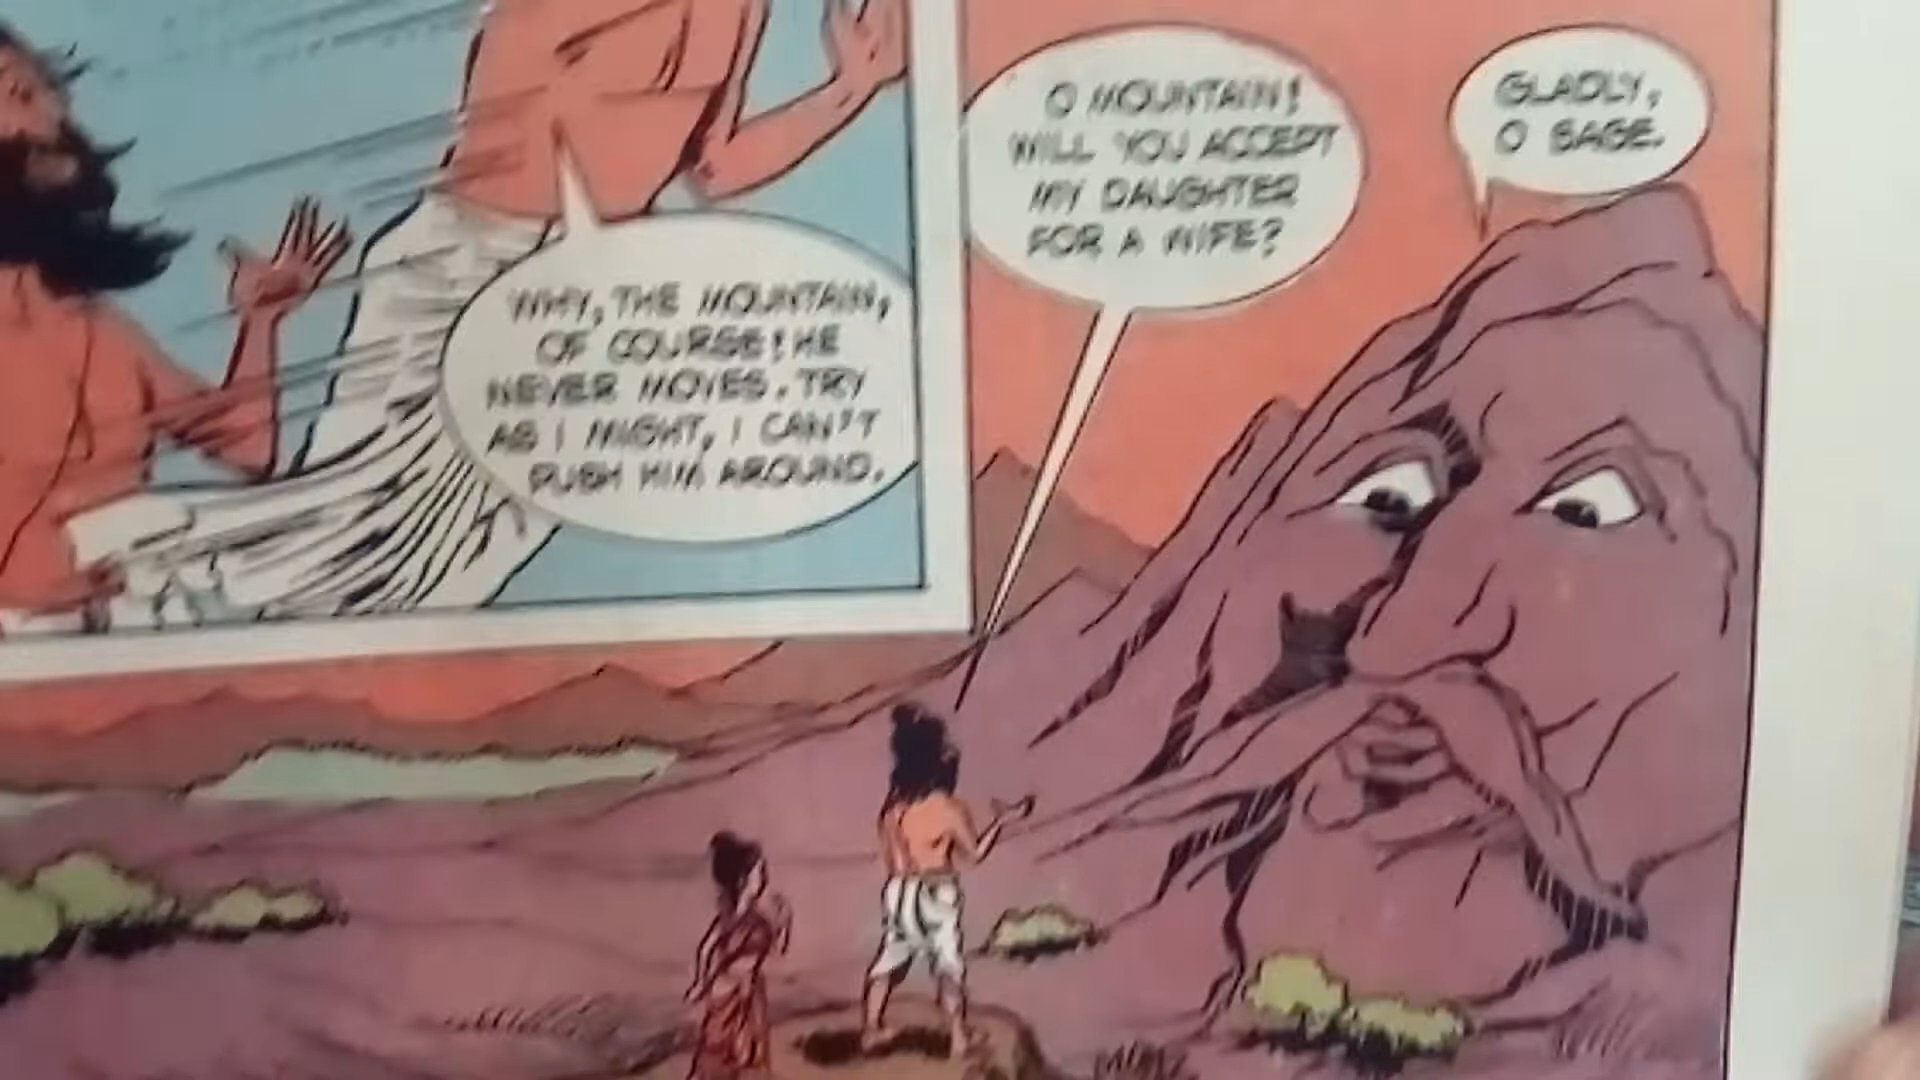 WHY, THE MOUNTAIN,
OF COURSE! HE
NEVER MOVES. TRY
AS I MIGHT, I CAN'T
PUSH HIM AROUND.
O MOUNTAIN!
WILL YOU ACCEPT
MY DAUGHTER
FOR A WIFE?
GLADLY,
O SAGE.